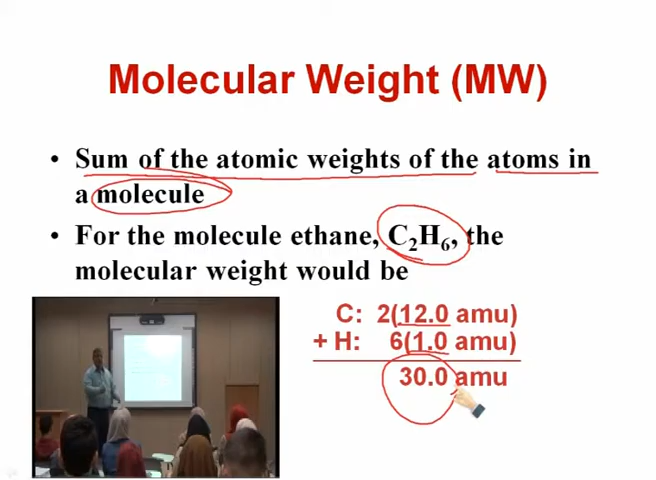 Molecular Weight (MW)
• Sum of the atomic weights of the atoms in
a molecule
• For the molecule ethane, C₂H₆, the
molecular weight would be
C: 2(12.0 amu)
+ H: 6(1.0 amu)
30.0 amu